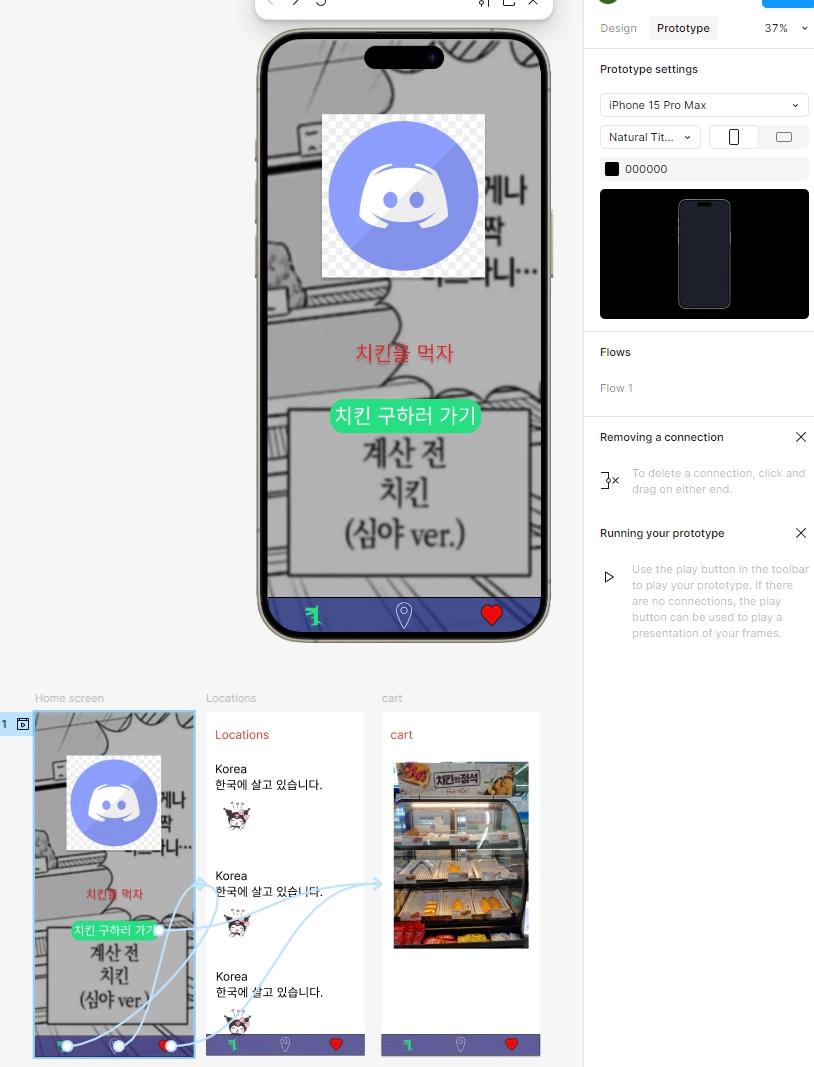 Design
Prototype
37%
Prototype settings
iPhone 15 Pro Max
Natural Tit...
000000
게나
짝
치킨을 먹자
치킨 구하러 가기
계산 전
치킨
(심야 ver.)
Flows
Flow 1
Removing a connection
To delete a connection, click and
drag on either end.
Running your prototype
Use the play button in the toolbar
to play your prototype. If there
are no connections, the play
button can be used to play a
presentation of your frames.
Home screen
Locations
cart
1
게나
짝
치킨을 먹자
치킨 구하러 가기
계산 전
치킨
(심야 ver.)
Locations
Korea
한국에 살고 있습니다.
Korea
한국에 살고 있습니다.
Korea
한국에 살고 있습니다.
cart
치킨의정석